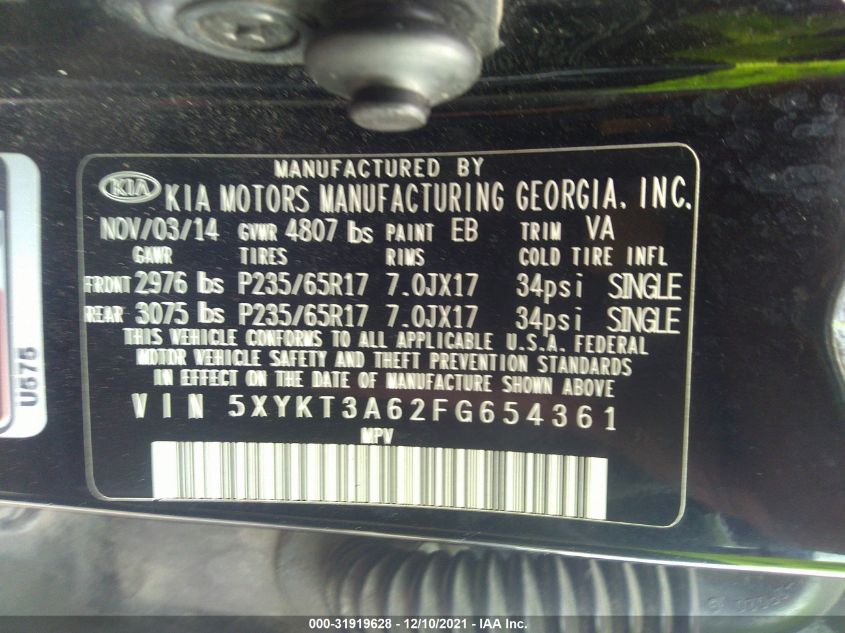 MANUFACTURED BY
KIA KIA MOTORS MANUFACTURING GEORGIA, INC.
NOV/03/14 GVWR 4807 lbs PAINT EB TRIM VA
GAWR TIRES RIMS COLD TIRE INFL
FRONT 2976 lbs P235/65R17 7.0JX17 34psi SINGLE
REAR 3075 lbs P235/65R17 7.0JX17 34psi SINGLE
THIS VEHICLE CONFORMS TO ALL APPLICABLE U.S.A. FEDERAL
MOTOR VEHICLE SAFETY AND THEFT PREVENTION STANDARDS
IN EFFECT ON THE DATE OF MANUFACTURE SHOWN ABOVE
VIN 5XYKT3A62FG654361
MPV
U575
000-31919628 - 12/10/2021 - IAA Inc.